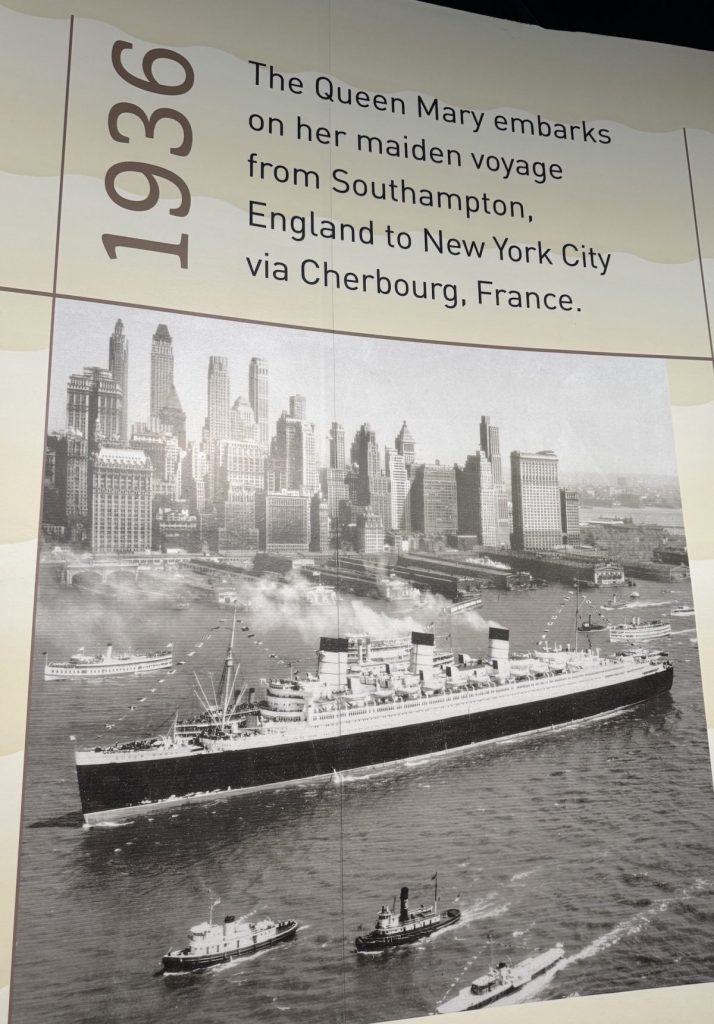 1936
The Queen Mary embarks
on her maiden voyage
from Southampton,
England to New York City
via Cherbourg, France.